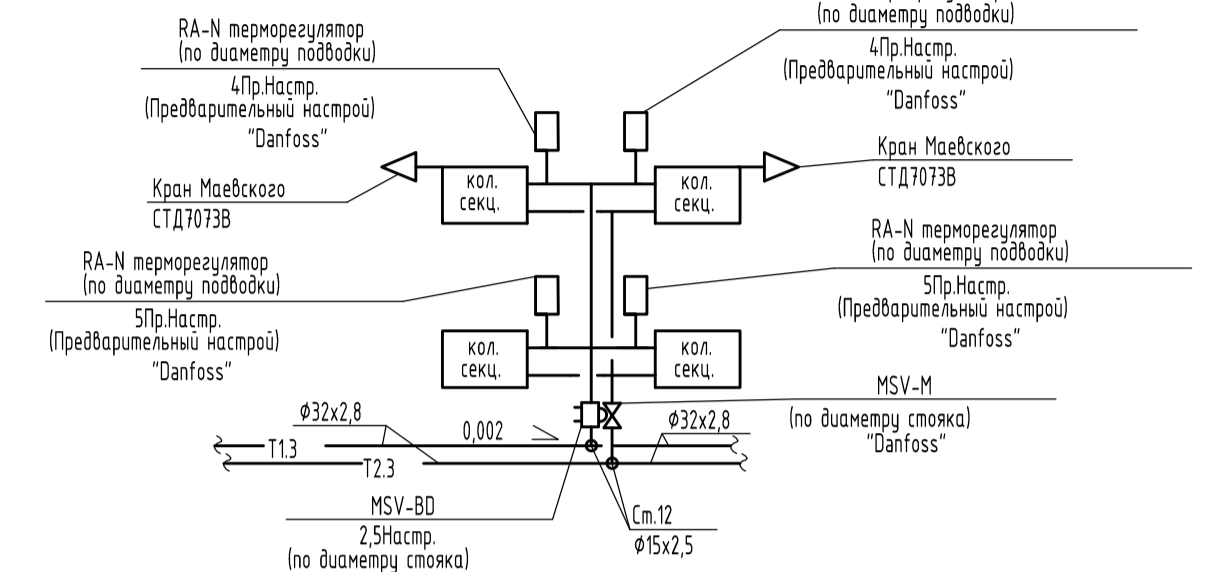 RA-N терморегулятор
(по диаметру подводки)
4Пр.Настр.
(Предварительный настрой)
"Danfoss"
(по диаметру подводки)
4Пр.Настр.
(Предварительный настрой)
"Danfoss"
Кран Маевского
СТД7073В
кол.
секц.
кол.
секц.
Кран Маевского
СТД7073В
RA-N терморегулятор
(по диаметру подводки)
5Пр.Настр.
(Предварительный настрой)
"Danfoss"
RA-N терморегулятор
(по диаметру подводки)
5Пр.Настр.
(Предварительный настрой)
"Danfoss"
кол.
секц.
кол.
секц.
MSV-M
(по диаметру стояка)
"Danfoss"
Ф32х2,8
0,002
Ф32х2,8
Т1.3
Т2.3
MSV-BD
2,5Настр.
(по диаметру стояка)
Ст.12
Ф15х2,5